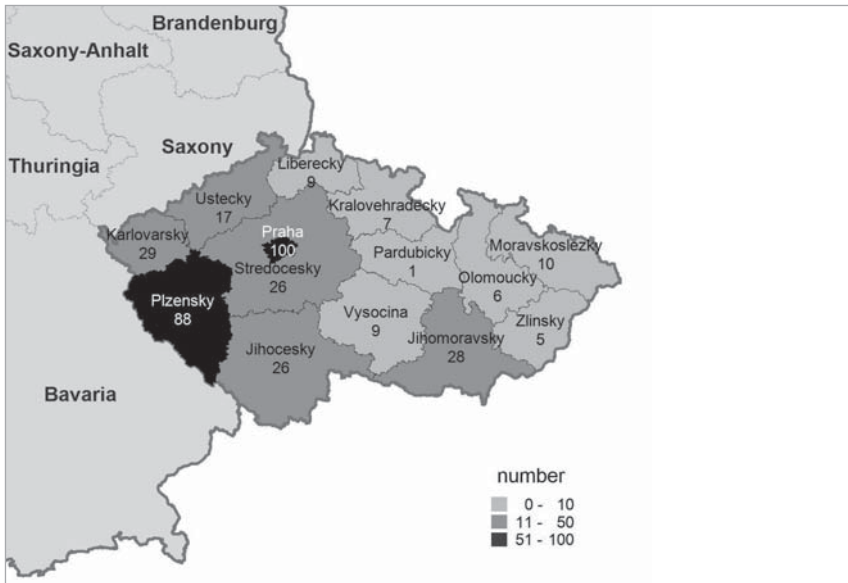 Brandenburg
Saxony-Anhalt
Saxony
Thuringia
Liberecky
9
Ustecky
17
Kralovehradecky
7
Karlovarsky
29
Praha
100
Stredocesky
26
Pardubicky
1
Moravskoslezky
10
Olomoucky
6
Plzensky
88
Vysocina
9
Zlinsky
5
Jihocesky
26
Jihomoravsky
28
Bavaria
number
0 - 10
11 - 50
51 - 100